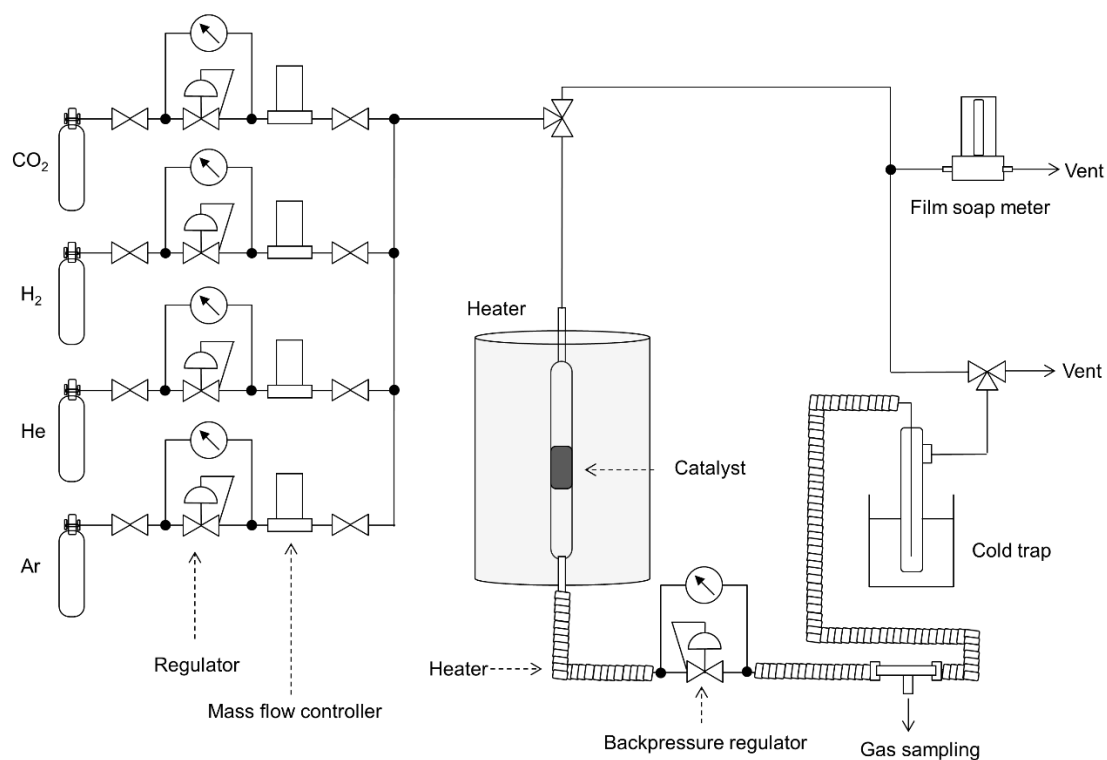 CO2
Vent
Film soap meter
H2
Heater
He
Vent
Catalyst
Cold trap
Ar
Regulator
Heater
Mass flow controller
Backpressure regulator
Gas sampling